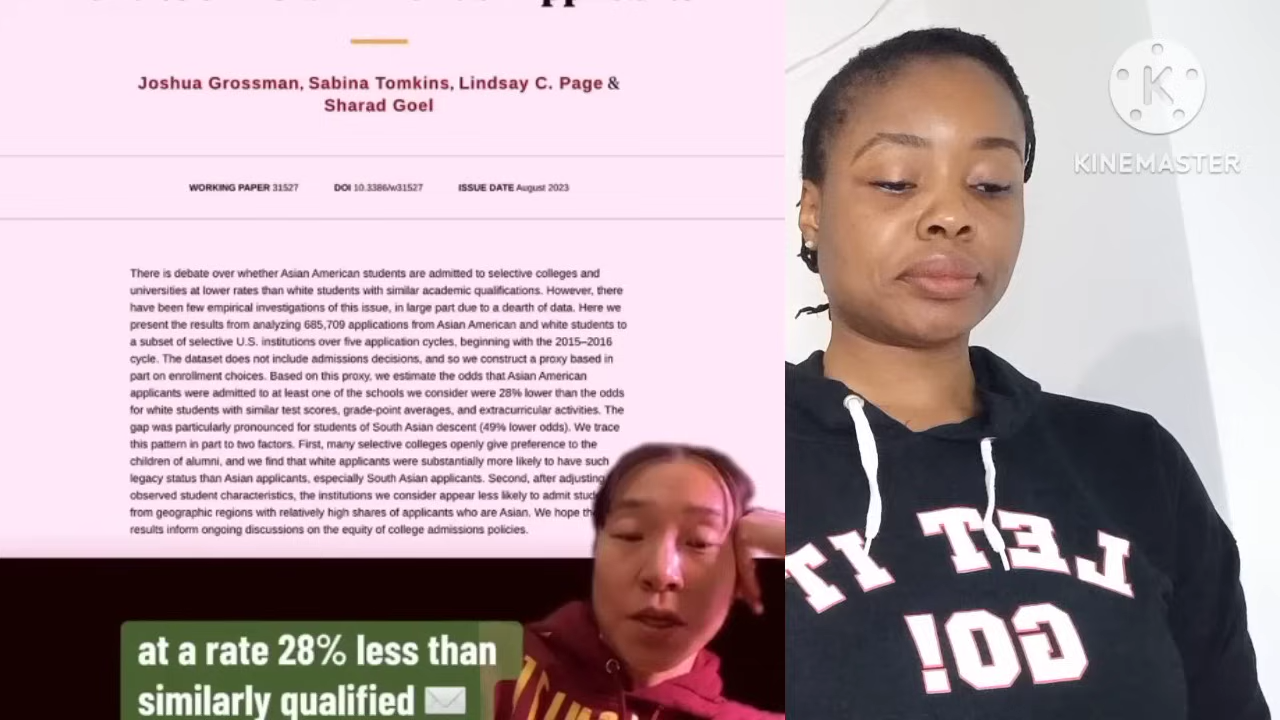 Joshua Grossman, Sabina Tomkins, Lindsay C. Page &
Sharad Goel
WORKING PAPER 31527 DOI 10.3386/w31527 ISSUE DATE August 2023
There is debate over whether Asian American students are admitted to selective colleges and
universities at lower rates than white students with similar academic qualifications. However, there
have been few empirical investigations of this issue, in large part due to a dearth of data. Here we
present the results from analyzing 685,709 applications from Asian American and white students to
a subset of selective U.S. institutions over five application cycles, beginning with the 2015–2016
cycle. The dataset does not include admissions decisions, and so we construct a proxy based in
part on enrollment choices. Based on this proxy, we estimate the odds that Asian American
applicants were admitted to at least one of the schools we consider were 28% lower than the odds
for white students with similar test scores, grade-point averages, and extracurricular activities. The
gap was particularly pronounced for students of South Asian descent (49% lower odds). We trace
this pattern in part to two factors. First, many selective colleges openly give preference to the
children of alumni, and we find that white applicants were substantially more likely to have such
legacy status than Asian applicants, especially South Asian applicants. Second, after adjusting
observed student characteristics, the institutions we consider appear less likely to admit
from geographic regions with relatively high shares of applicants who are Asian. We hope
results inform ongoing discussions on the equity of college admissions policies.
at a rate 28% less than
similarly qualified
KINEMASTER
LET IT
GO!